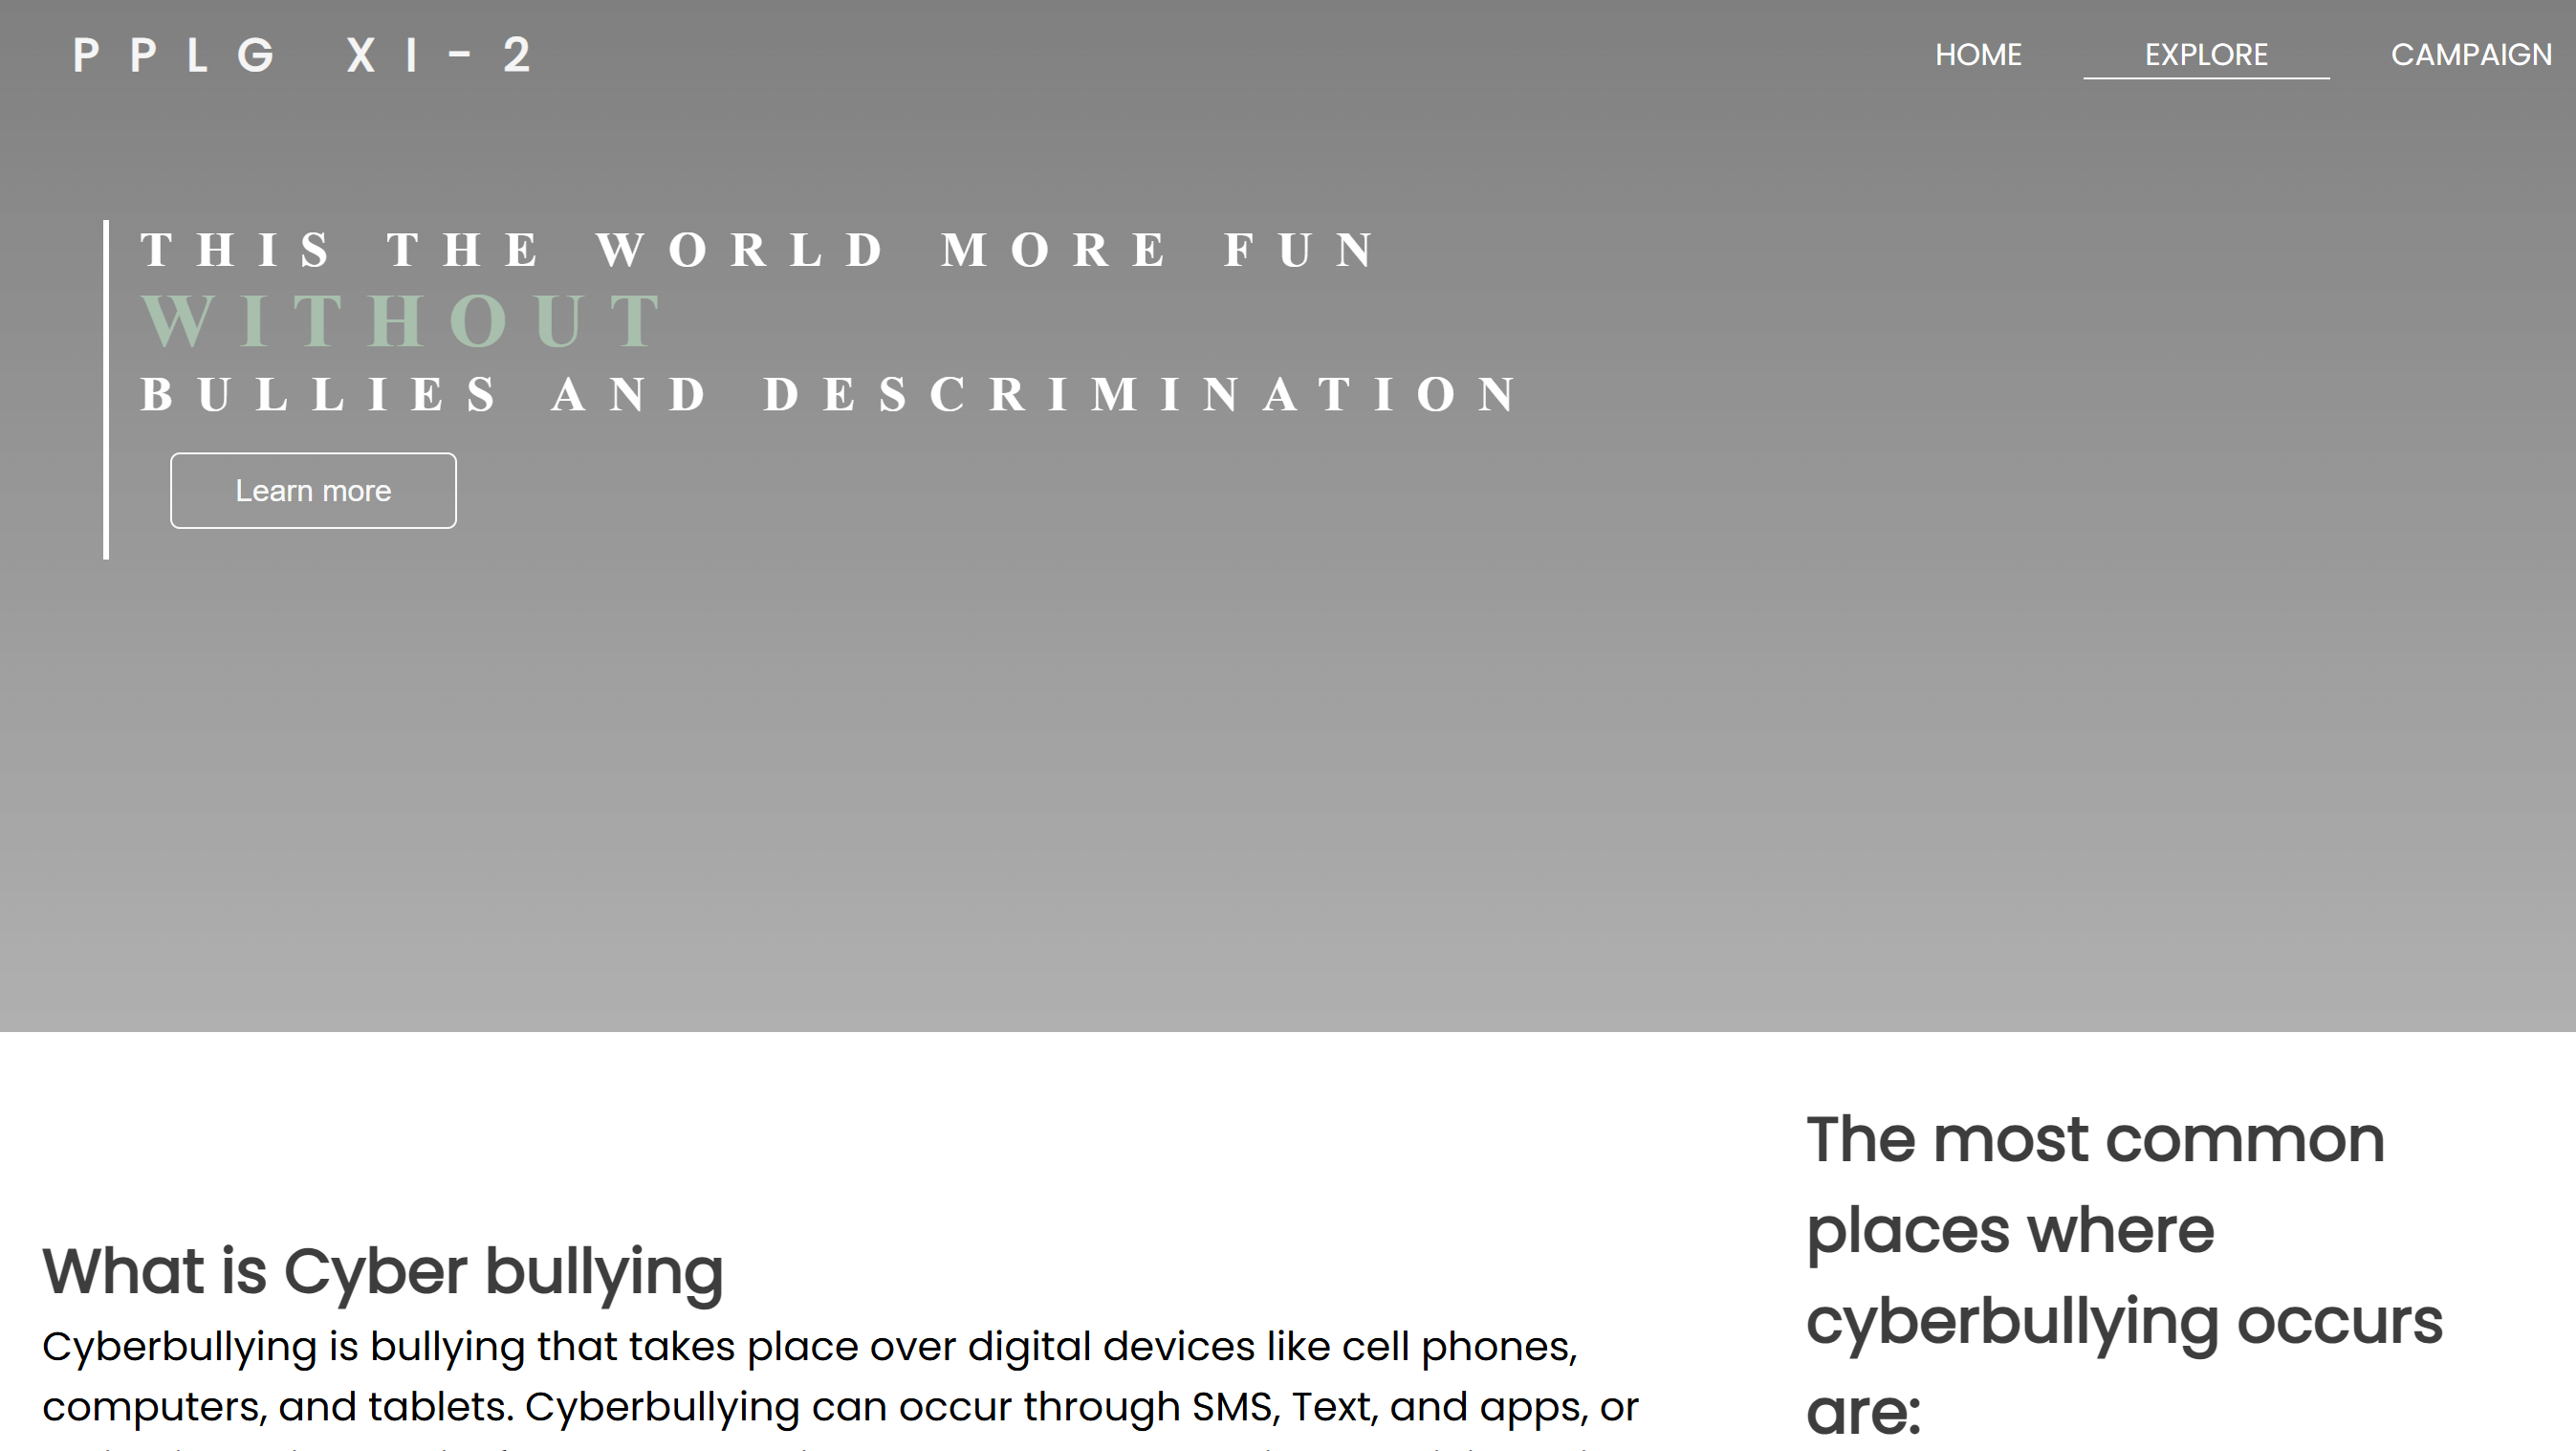 PPLG XI-2
HOME EXPLORE CAMPAIGN
THIS THE WORLD MORE FUN
WITHOUT
BULLIES AND DESCRIMINATION
Learn more
What is Cyber bullying
Cyberbullying is bullying that takes place over digital devices like cell phones,
computers, and tablets. Cyberbullying can occur through SMS, Text, and apps, or
The most common
places where
cyberbullying occurs
are: